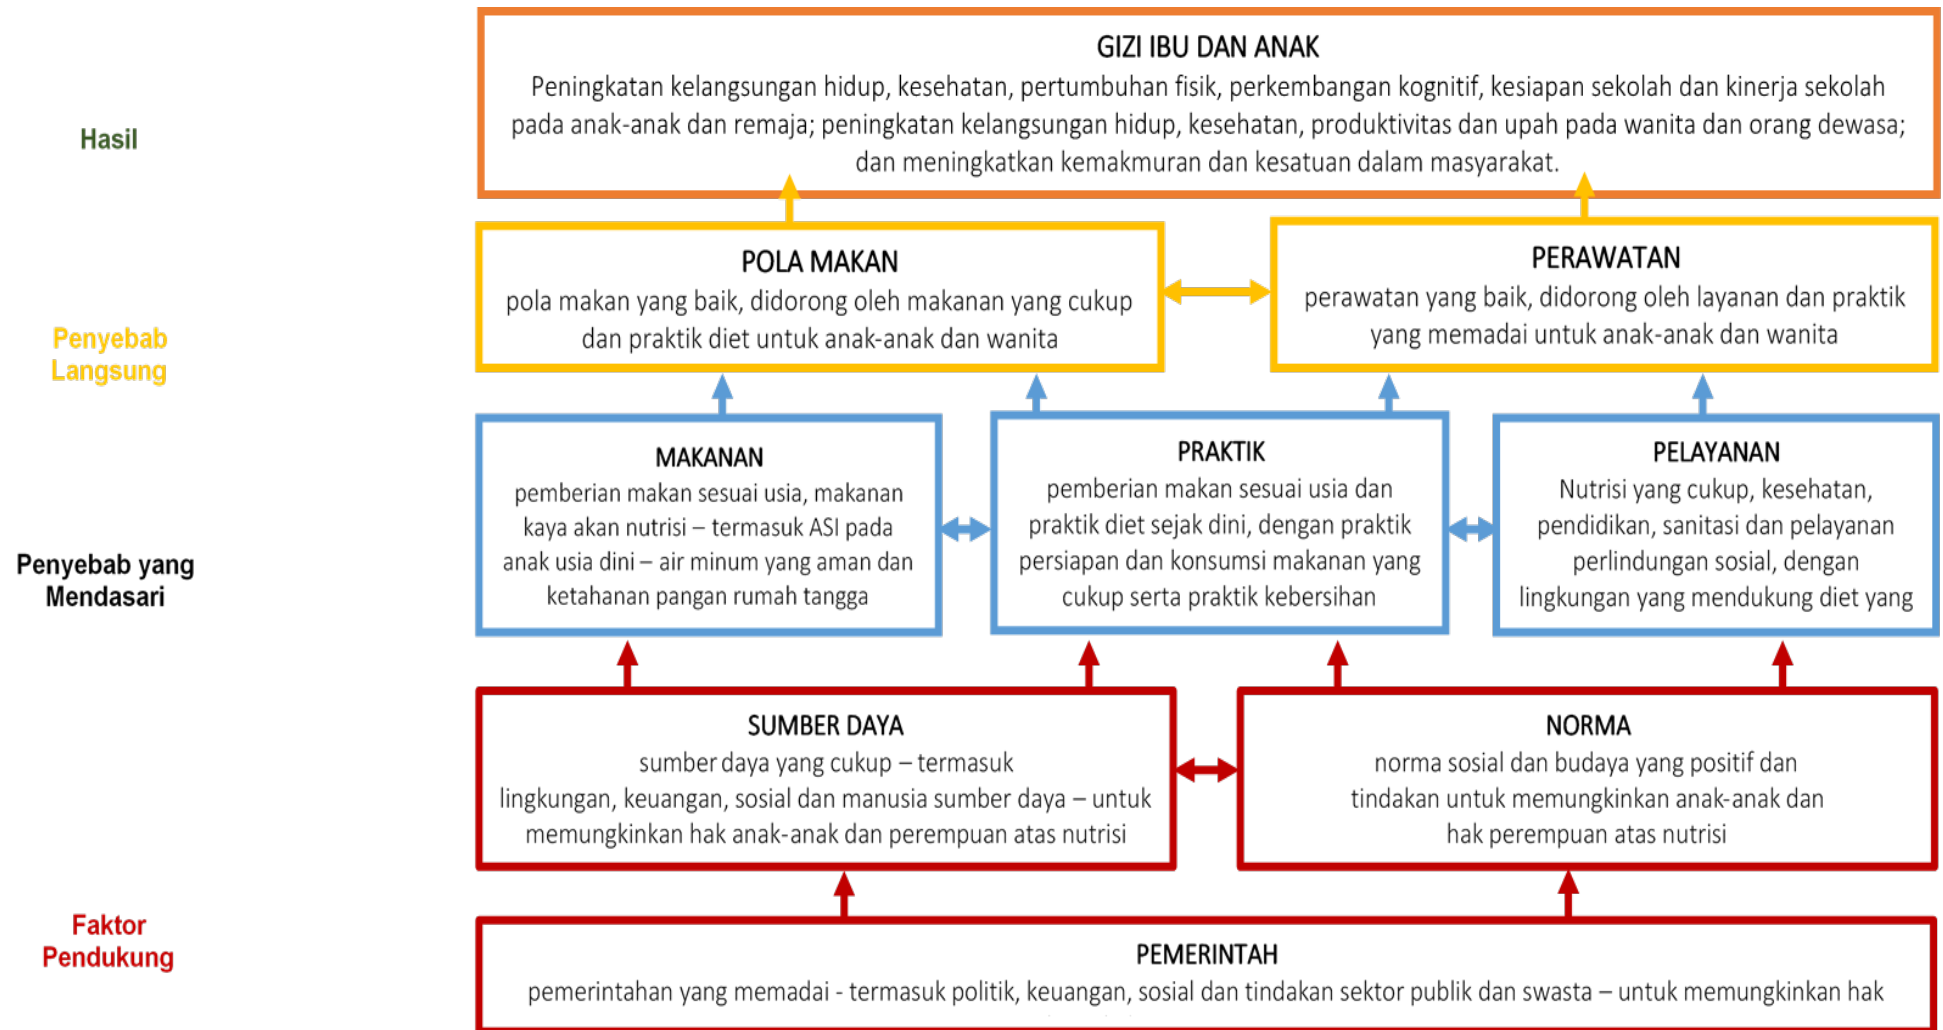 GIZI IBU DAN ANAK
Peningkatan kelangsungan hidup, kesehatan, pertumbuhan fisik, perkembangan kognitif, kesiapan sekolah dan kinerja sekolah
pada anak-anak dan remaja; peningkatan kelangsungan hidup, kesehatan, produktivitas dan upah pada wanita dan orang dewasa;
dan meningkatkan kemakmuran dan kesatuan dalam masyarakat.
Hasil
POLA MAKAN
pola makan yang baik, didorong oleh makanan yang cukup
dan praktik diet untuk anak-anak dan wanita
PERAWATAN
perawatan yang baik, didorong oleh layanan dan praktik
yang memadai untuk anak-anak dan wanita
Penyebab
Langsung
MAKANAN
pemberian makan sesuai usia, makanan
kaya akan nutrisi – termasuk ASI pada
anak usia dini – air minum yang aman dan
ketahanan pangan rumah tangga
PRAKTIK
pemberian makan sesuai usia dan
praktik diet sejak dini, dengan praktik
persiapan dan konsumsi makanan yang
cukup serta praktik kebersihan
PELAYANAN
Nutrisi yang cukup, kesehatan,
pendidikan, sanitasi dan pelayanan
perlindungan sosial, dengan
lingkungan yang mendukung diet yang
Penyebab yang
Mendasari
SUMBER DAYA
sumber daya yang cukup – termasuk
lingkungan, keuangan, sosial dan manusia sumber daya – untuk
memungkinkan hak anak-anak dan perempuan atas nutrisi
NORMA
norma sosial dan budaya yang positif dan
tindakan untuk memungkinkan anak-anak dan
hak perempuan atas nutrisi
Faktor
Pendukung
PEMERINTAH
pemerintahan yang memadai - termasuk politik, keuangan, sosial dan tindakan sektor publik dan swasta – untuk memungkinkan hak